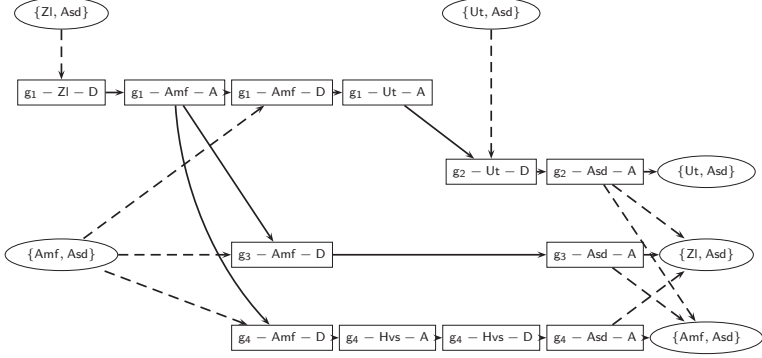 {Zl, Asd}
{Ut, Asd}
g₁ − Zl − D
g₁ − Amf − A
g₁ − Amf − D
g₁ − Ut − A
g₂ − Ut − D
g₂ − Asd − A
{Ut, Asd}
{Amf, Asd}
g₃ − Amf − D
g₃ − Asd − A
{Zl, Asd}
g₄ − Amf − D
g₄ − Hvs − A
g₄ − Hvs − D
g₄ − Asd − A
{Amf, Asd}